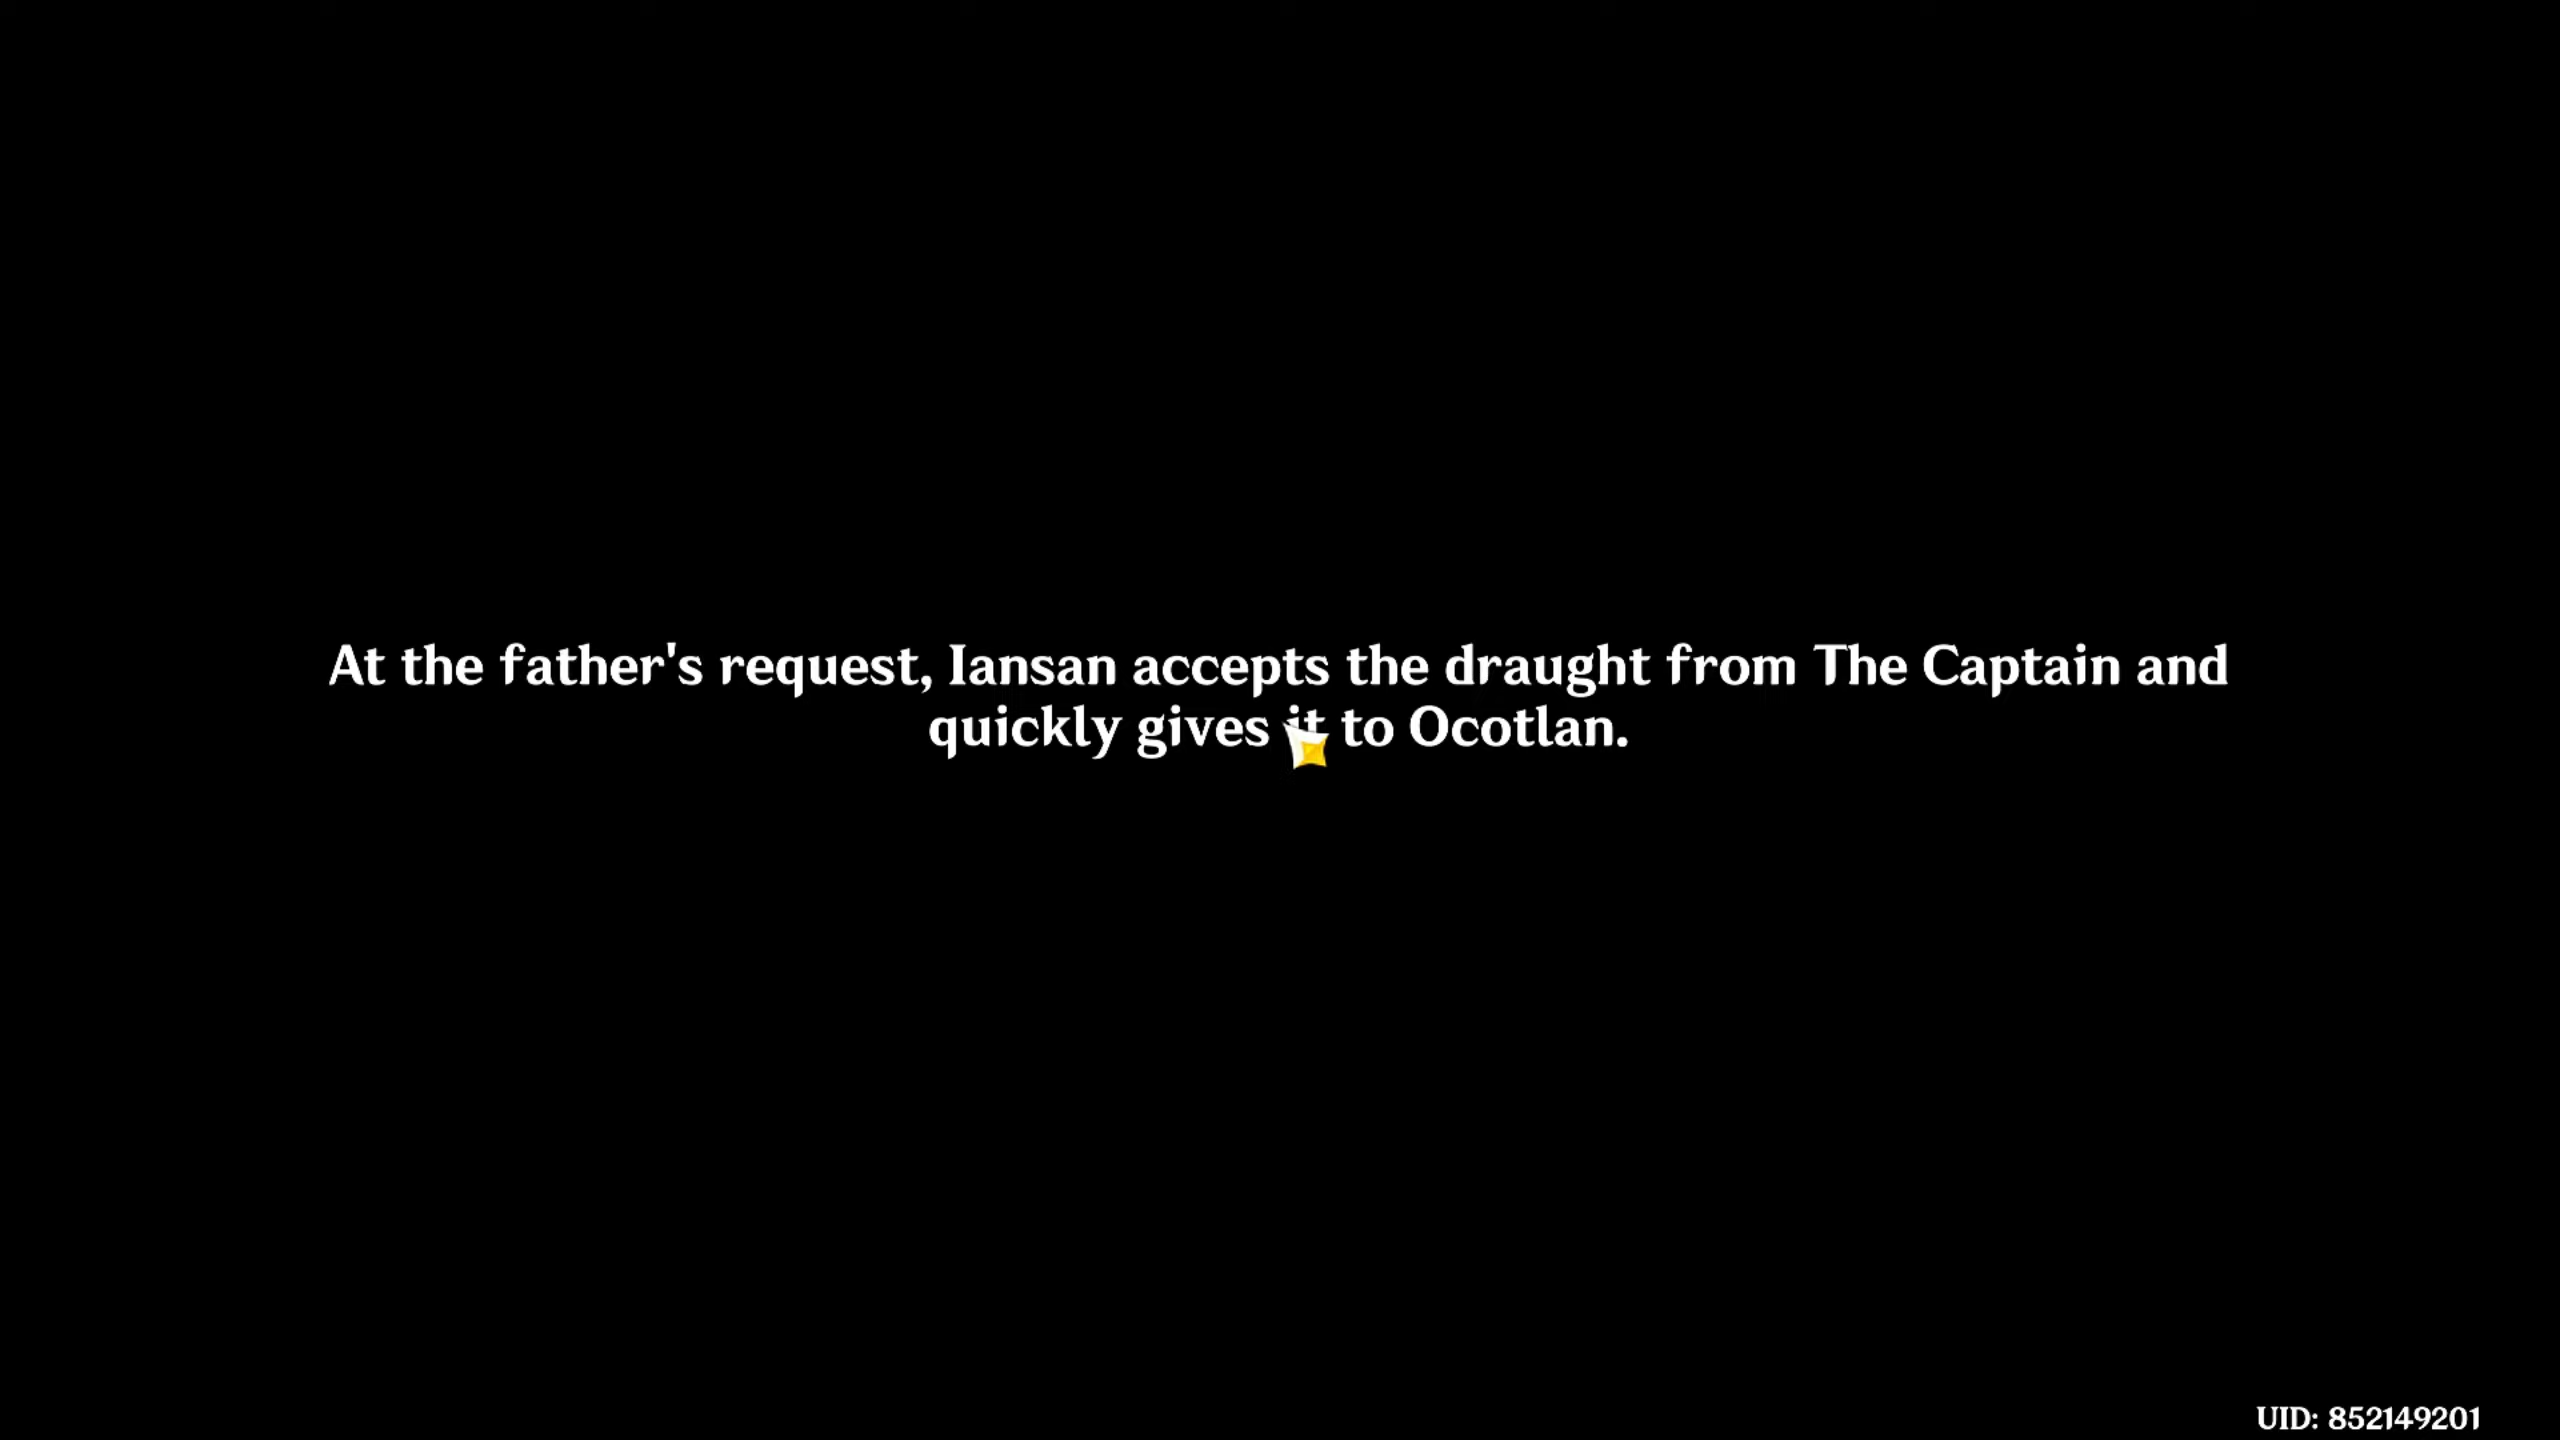 At the father's request, Iansan accepts the draught from The Captain and
quickly gives it to Ocotlan.
UID: 852149201